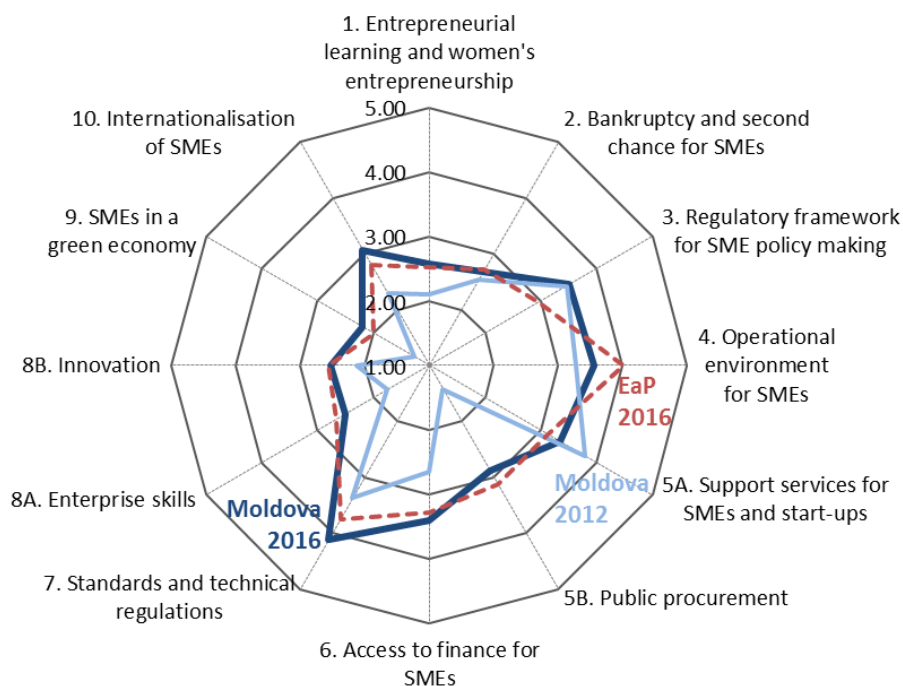 1. Entrepreneurial
learning and women's
entrepreneurship
5.00
10. Internationalisation
of SMEs
2. Bankruptcy and second
chance for SMEs
4.00
9. SMEs in a
green economy
3.00
3. Regulatory framework
for SME policy making
2.00
8B. Innovation
1.00
4. Operational
environment
for SMEs
EaP
2016
8A. Enterprise skills
Moldova
2016
Moldova
2012
5A. Support services for
SMEs and start-ups
7. Standards and technical
regulations
5B. Public procurement
6. Access to finance for
SMEs